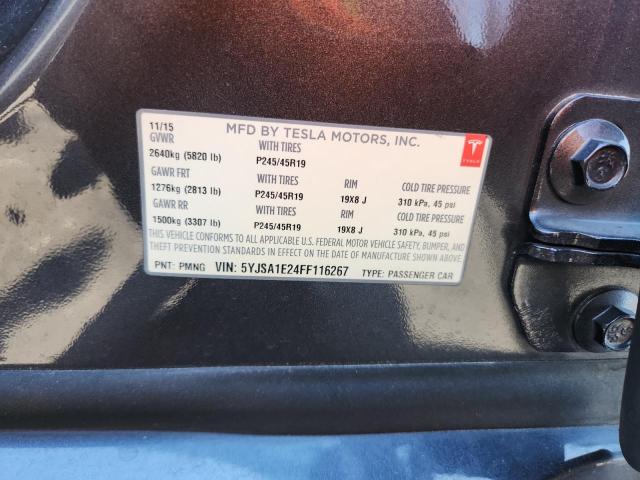 11/15 MFD BY TESLA MOTORS, INC.
GVWR WITH TIRES
2640kg (5820 lb) P245/45R19
GAWR FRT WITH TIRES RIM COLD TIRE PRESSURE
1276kg (2813 lb) P245/45R19 19X8 J 310 kPa, 45 psi
GAWR RR WITH TIRES RIM COLD TIRE PRESSURE
1500kg (3307 lb) P245/45R19 19X8 J 310 kPa, 45 psi
THIS VEHICLE CONFORMS TO ALL APPLICABLE U.S. FEDERAL MOTOR VEHICLE SAFETY, BUMPER, AND
THEFT PREVENTION STANDARDS IN EFFECT ON THE DATE OF MANUFACTURE SHOWN ABOVE.
PNT: PMNG VIN: 5YJSA1E24FF116267 TYPE: PASSENGER CAR
TESLA